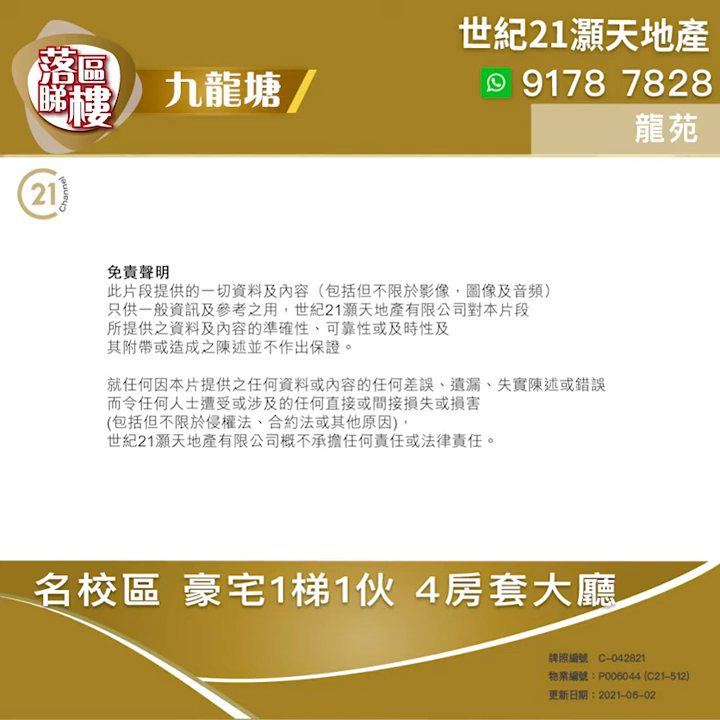 落區
睇樓
九龍塘
世紀21灝天地產
9178 7828
龍苑
21
Channel
免責聲明
此片段提供的一切資料及內容（包括但不限於影像，圖像及音頻）
只供一般資訊及參考之用，世紀21灝天地產有限公司對本片段
所提供之資料及內容的準確性、可靠性或及時性及
其附帶或造成之陳述並不作出保證。
就任何因本片提供之任何資料或內容的任何差誤、遺漏、失實陳述或錯誤
而令任何人士遭受或涉及的任何直接或間接損失或損害
(包括但不限於侵權法、合約法或其他原因)，
世紀21灝天地產有限公司概不承擔任何責任或法律責任。
名校區 豪宅1梯1伙 4房套大廳
牌照編號 C-042821
物業編號：P006044 (C21-512)
更新日期：2021-06-02